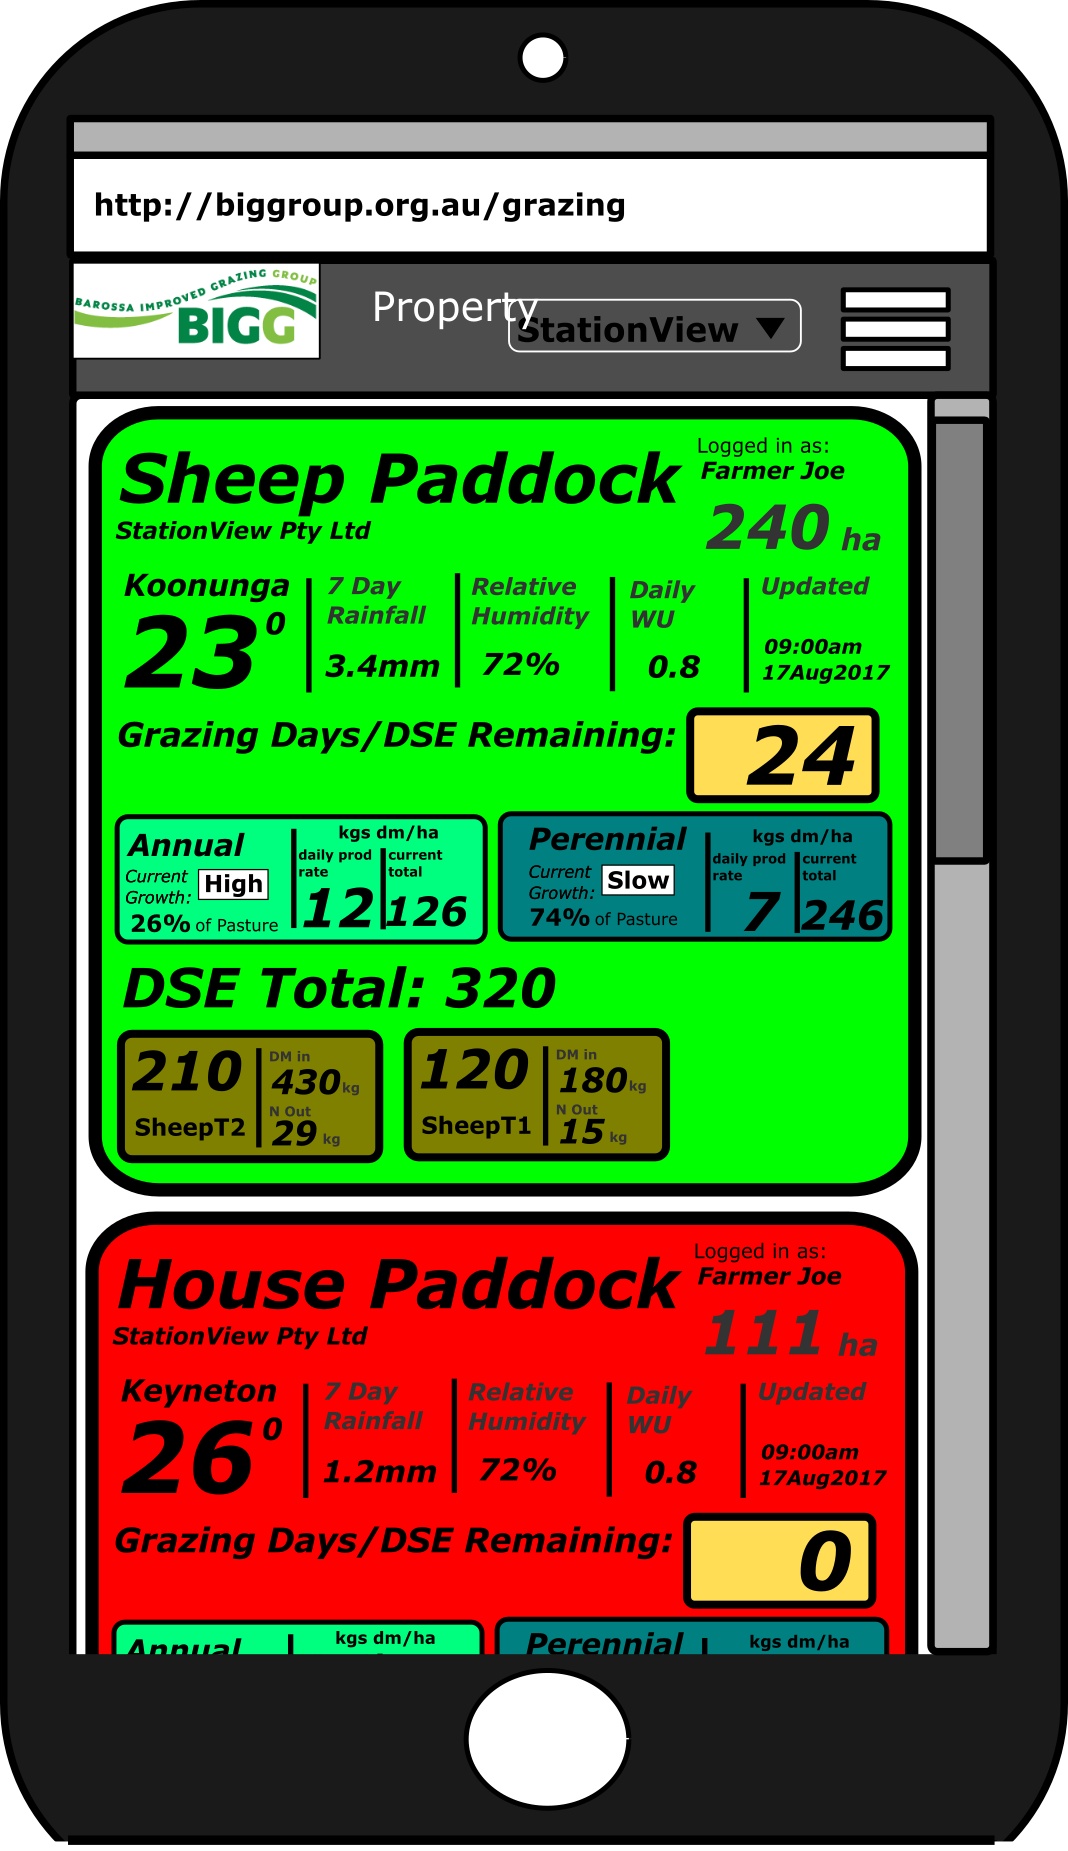 http://biggroup.org.au/grazing
BAROSSA IMPROVED GRAZING GROUP
BIGG
Property
StationView
Logged in as:
Farmer Joe
Sheep Paddock
240 ha
StationView Pty Ltd
Koonunga
23⁰
7 Day
Rainfall
3.4mm
Relative
Humidity
72%
Daily
WU
0.8
Updated
09:00am
17Aug2017
Grazing Days/DSE Remaining:
24
Annual
Current
Growth:
High
26% of Pasture
kgs dm/ha
daily prod
rate
12
current
total
126
Perennial
Current
Growth:
Slow
74% of Pasture
kgs dm/ha
daily prod
rate
7
current
total
246
DSE Total: 320
210
SheepT2
DM in
430 kg
N Out
29 kg
120
SheepT1
DM in
180 kg
N Out
15 kg
Logged in as:
Farmer Joe
House Paddock
111 ha
StationView Pty Ltd
Keyneton
26⁰
7 Day
Rainfall
1.2mm
Relative
Humidity
72%
Daily
WU
0.8
Updated
09:00am
17Aug2017
Grazing Days/DSE Remaining:
0
Annual
kgs dm/ha
Perennial
kgs dm/ha